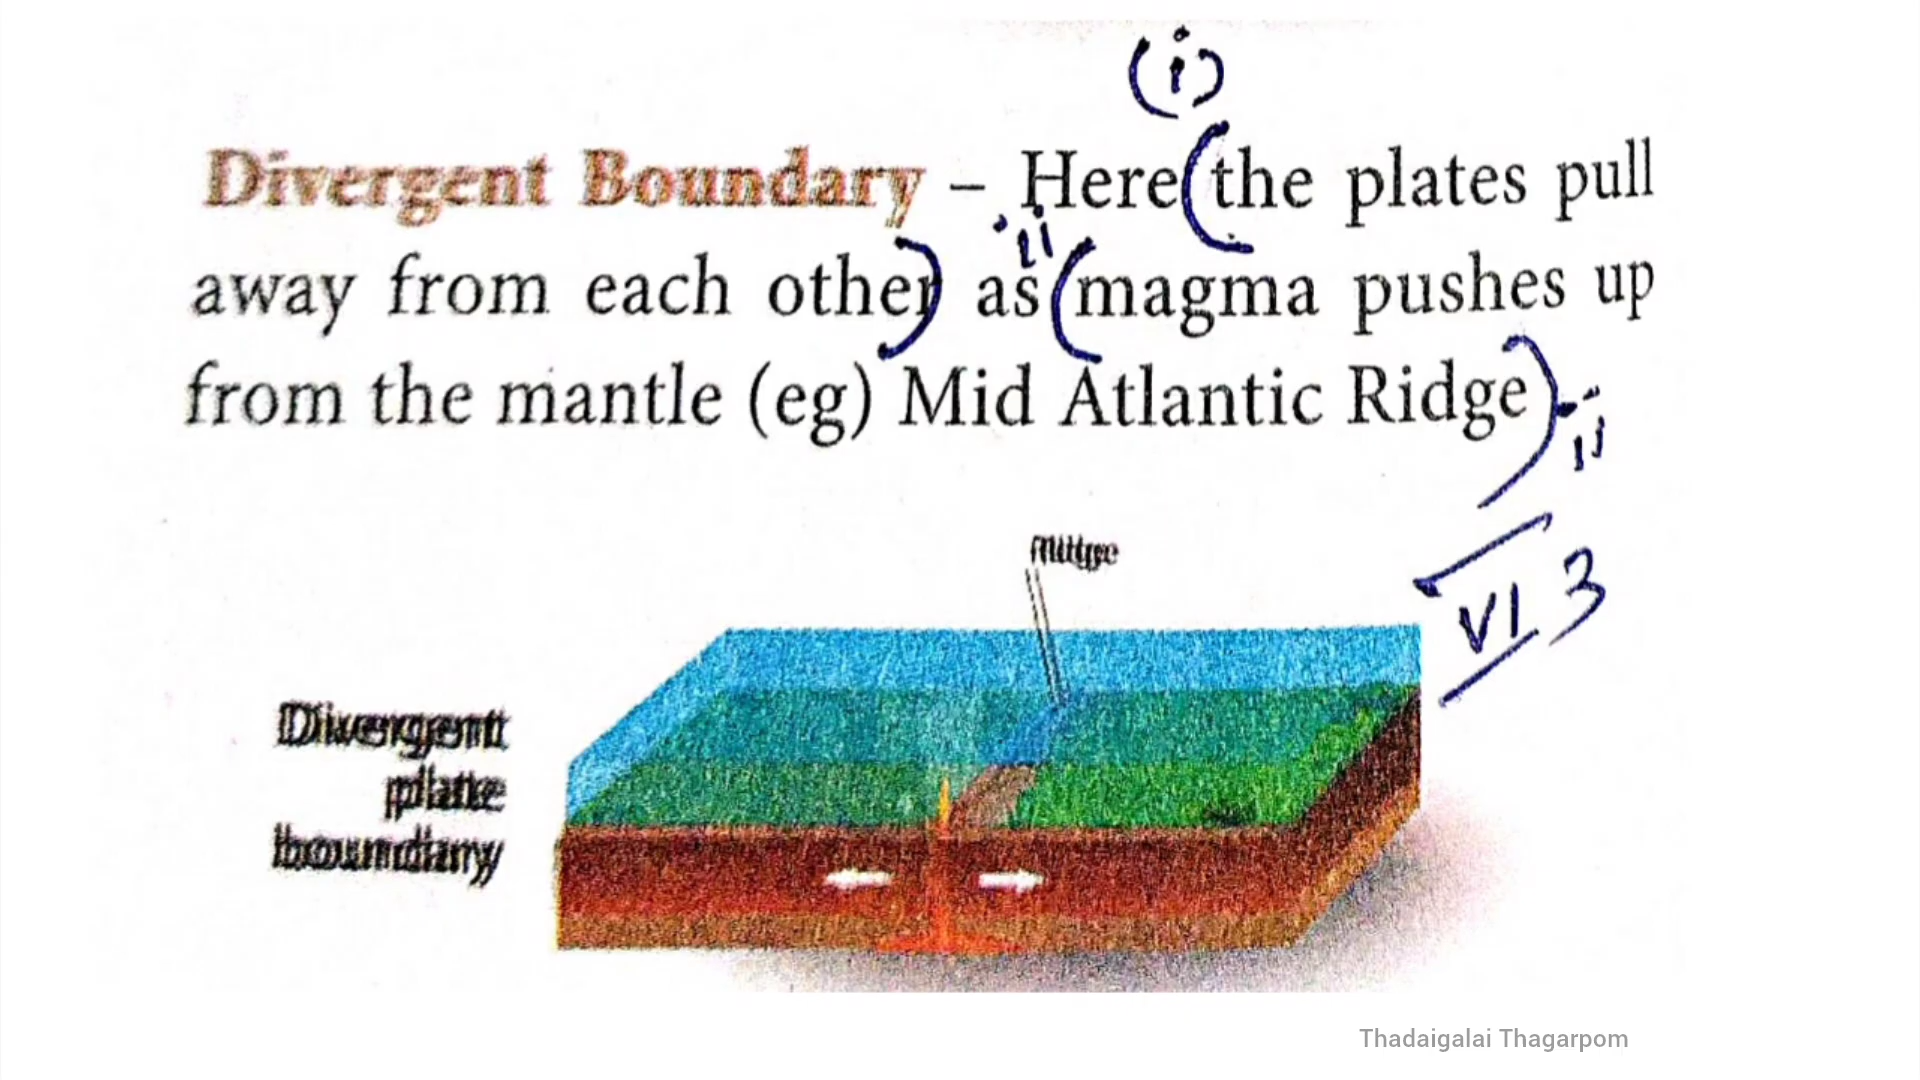 (i)
Divergent Boundary – Here (the plates pull
ii
away from each other) as (magma pushes up
from the mantle (eg) Mid Atlantic Ridge)
ii
VI 3
Ridge
Divergent
plate
boundary
Thadaigalai Thagarpom